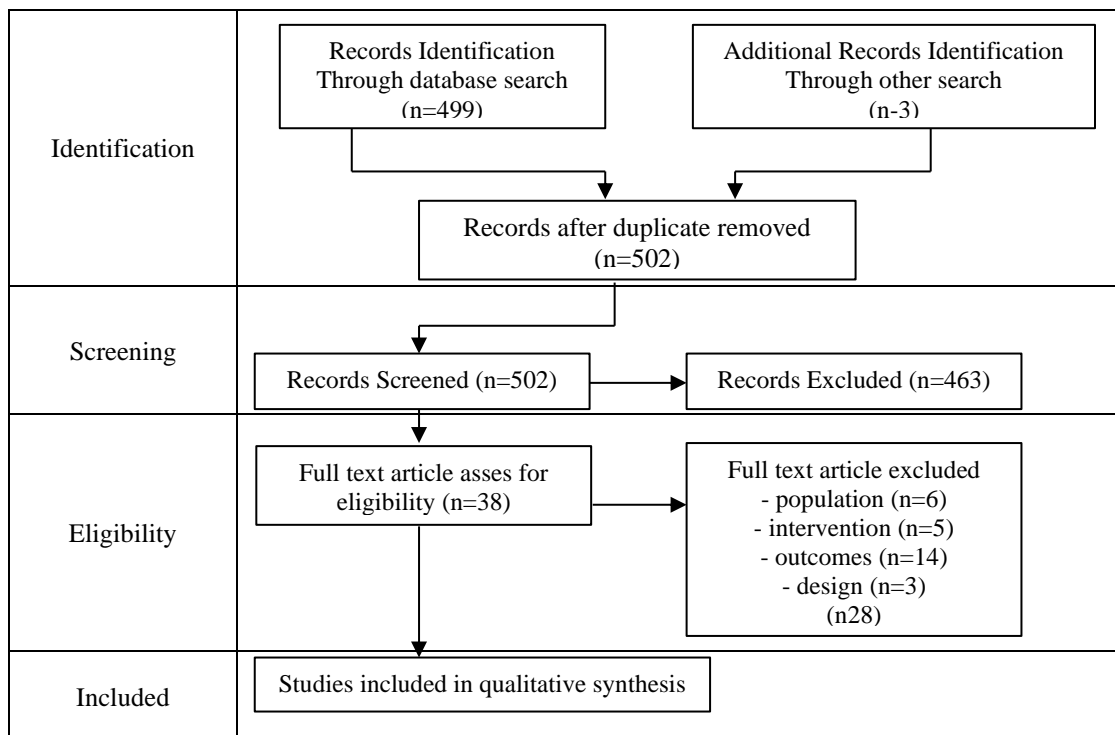 Identification
Records Identification
Through database search
(n=499)
Additional Records Identification
Through other search
(n-3)
Records after duplicate removed
(n=502)
Screening
Records Screened (n=502)
Records Excluded (n=463)
Eligibility
Full text article asses for
eligibility (n=38)
Full text article excluded
- population (n=6)
- intervention (n=5)
- outcomes (n=14)
- design (n=3)
(n28)
Included
Studies included in qualitative synthesis